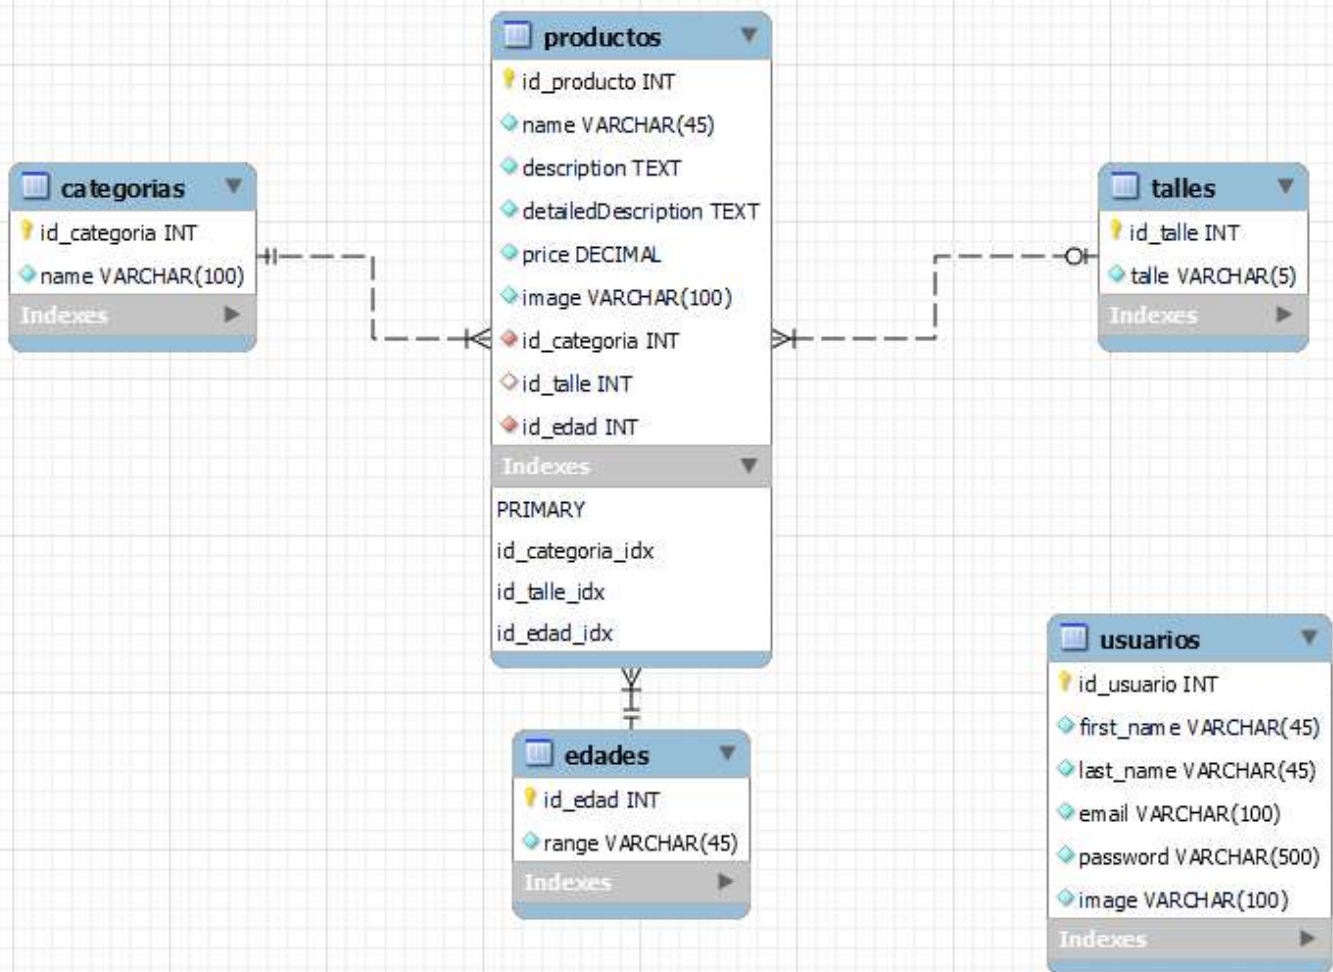 productos
id_producto INT
name VARCHAR(45)
description TEXT
detailedDescription TEXT
price DECIMAL
image VARCHAR(100)
id_categoria INT
id_talle INT
id_edad INT
Indexes
PRIMARY
id_categoria_idx
id_talle_idx
id_edad_idx
categorias
id_categoria INT
name VARCHAR(100)
Indexes
talles
id_talle INT
talle VARCHAR(5)
Indexes
edades
id_edad INT
range VARCHAR(45)
Indexes
usuarios
id_usuario INT
first_name VARCHAR(45)
last_name VARCHAR(45)
email VARCHAR(100)
password VARCHAR(500)
image VARCHAR(100)
Indexes